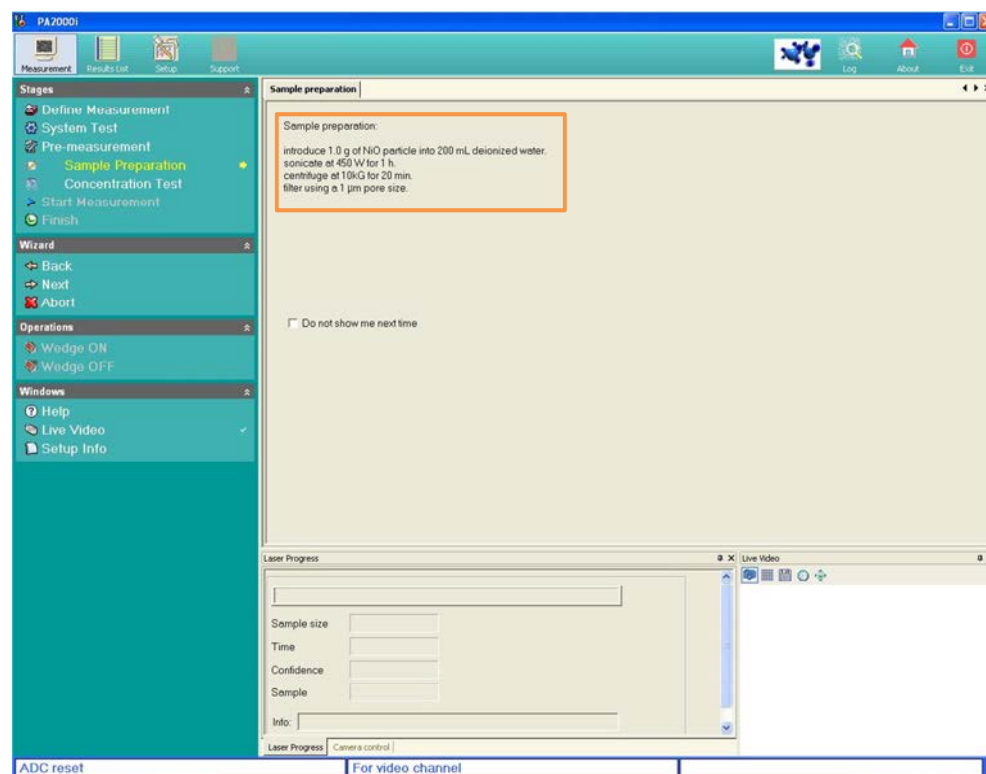 PA2000i
Measurement
Results List
Setup
Support
Log
About
Exit
Stages
Define Measurement
System Test
Pre-measurement
Sample Preparation
Concentration Test
Start Measurement
Finish
Wizard
Back
Next
Abort
Operations
Wedge ON
Wedge OFF
Windows
Help
Live Video
Setup Info
Sample preparation
Sample preparation:
introduce 1.0 g of NiO particle into 200 mL deionized water.
sonicate at 450 W for 1 h.
centrifuge at 10kG for 20 min.
filter using a 1 µm pore size.
Do not show me next time
Laser Progress
Sample size
Time
Confidence
Sample
Info:
Laser Progress
Camera control
Live Video
ADC reset
For video channel